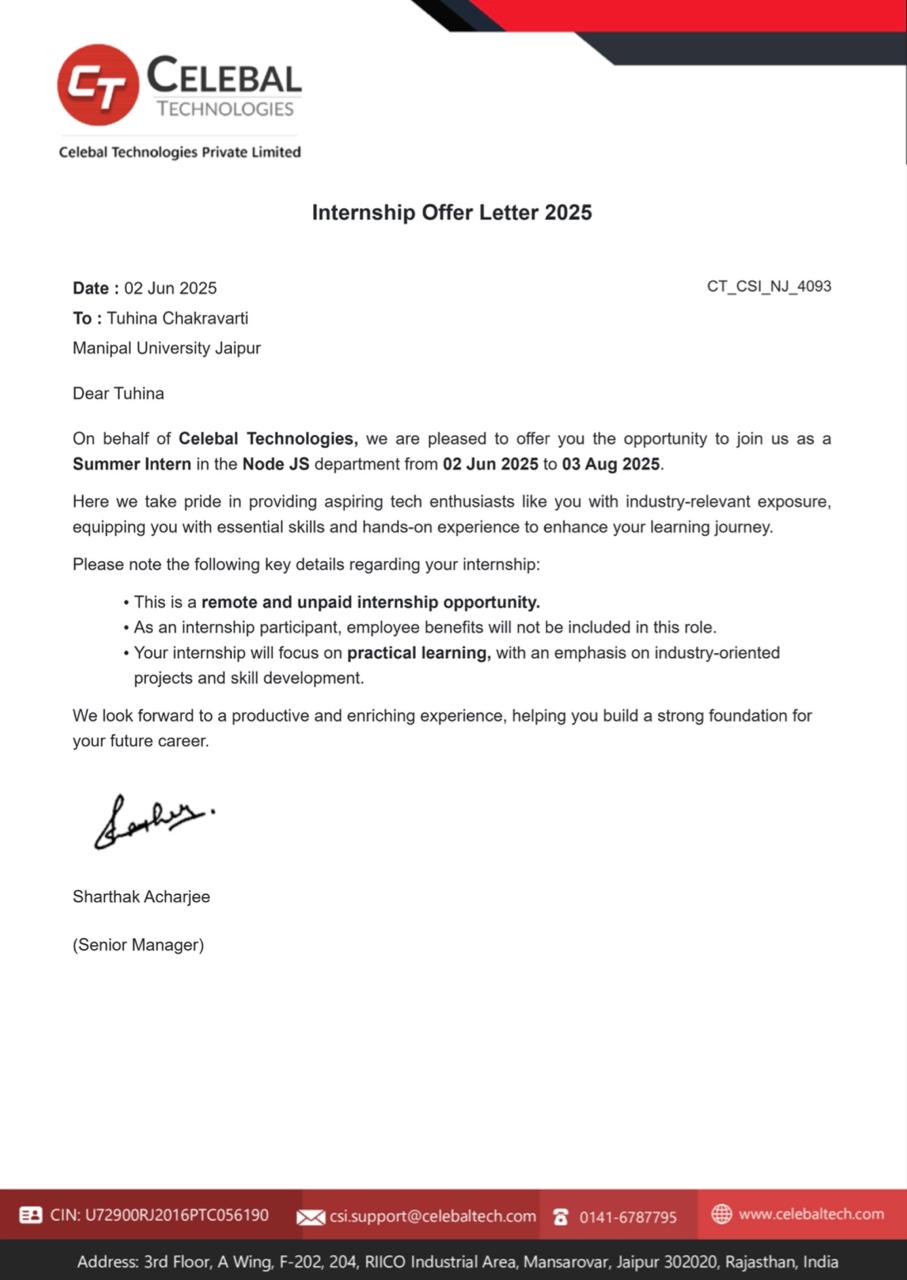 CT CELEBAL
TECHNOLOGIES
Celebal Technologies Private Limited
Internship Offer Letter 2025
Date : 02 Jun 2025
CT_CSI_NJ_4093
To : Tuhina Chakravarti
Manipal University Jaipur
Dear Tuhina
On behalf of Celebal Technologies, we are pleased to offer you the opportunity to join us as a
Summer Intern in the Node JS department from 02 Jun 2025 to 03 Aug 2025.
Here we take pride in providing aspiring tech enthusiasts like you with industry-relevant exposure,
equipping you with essential skills and hands-on experience to enhance your learning journey.
Please note the following key details regarding your internship:
• This is a remote and unpaid internship opportunity.
• As an internship participant, employee benefits will not be included in this role.
• Your internship will focus on practical learning, with an emphasis on industry-oriented
projects and skill development.
We look forward to a productive and enriching experience, helping you build a strong foundation for
your future career.
Sharthak Acharjee
(Senior Manager)
CIN: U72900RJ2016PTC056190 csi.support@celebaltech.com 0141-6787795 www.celebaltech.com
Address: 3rd Floor, A Wing, F-202, 204, RIICO Industrial Area, Mansarovar, Jaipur 302020, Rajasthan, India